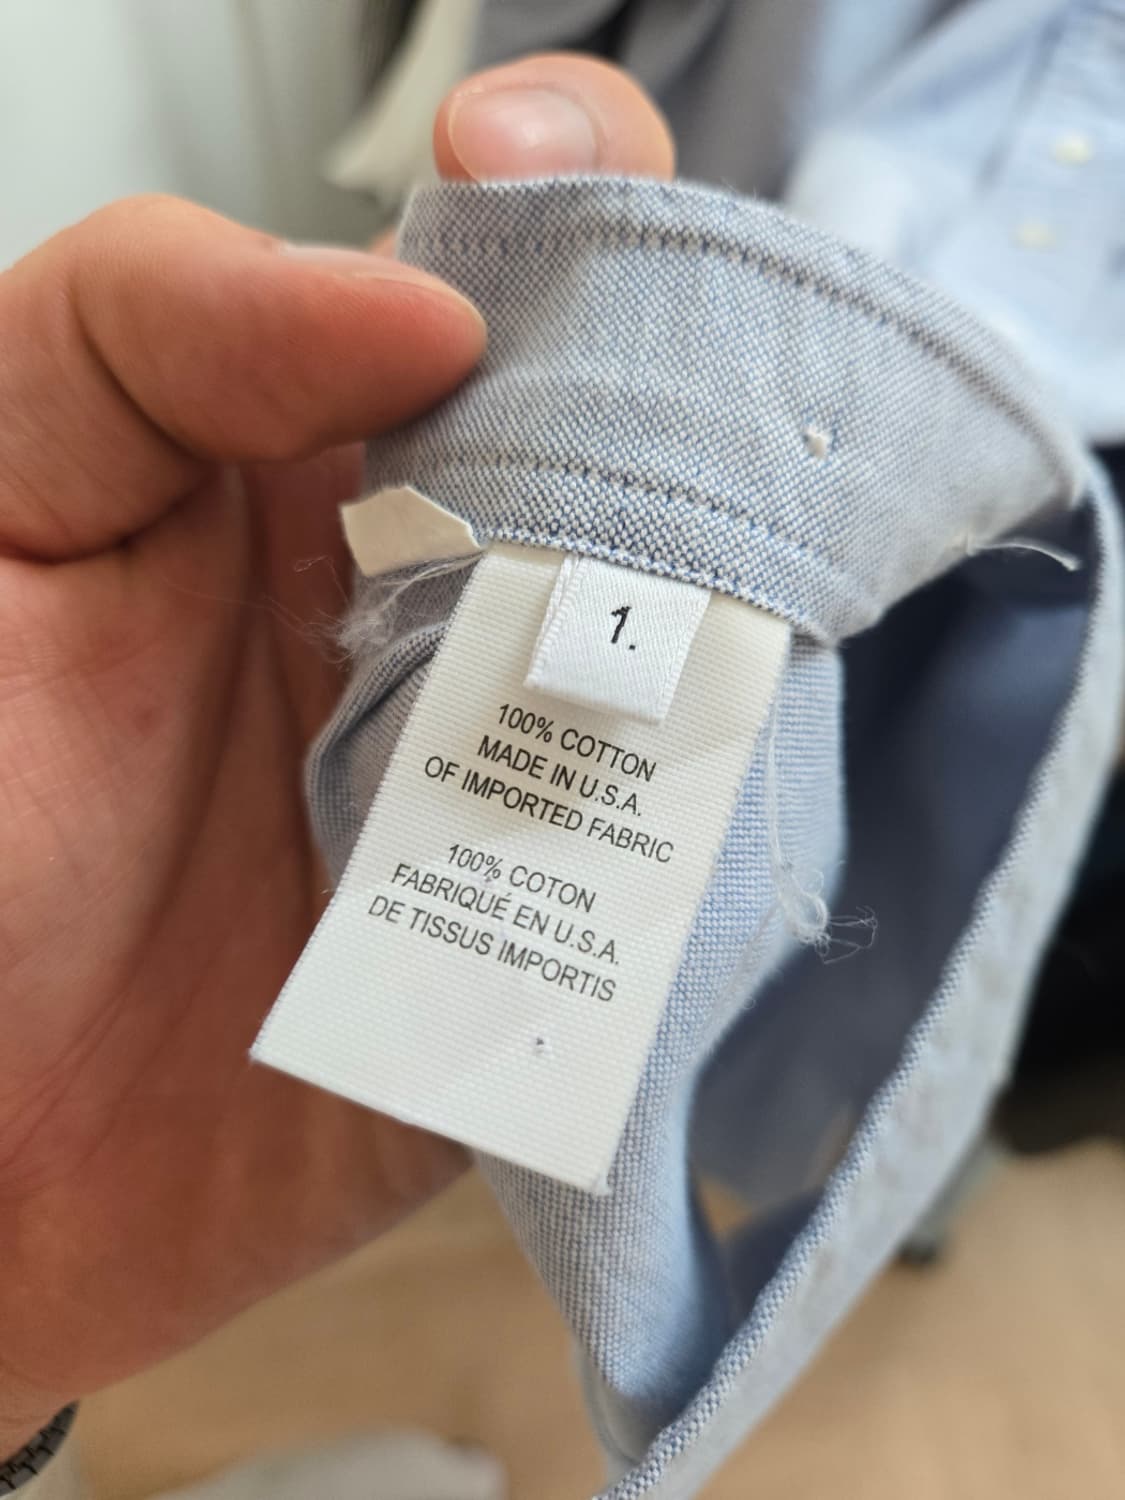 1.
100% COTTON
MADE IN U.S.A.
OF IMPORTED FABRIC
100% COTON
FABRIQUÉ EN U.S.A.
DE TISSUS IMPORTIS